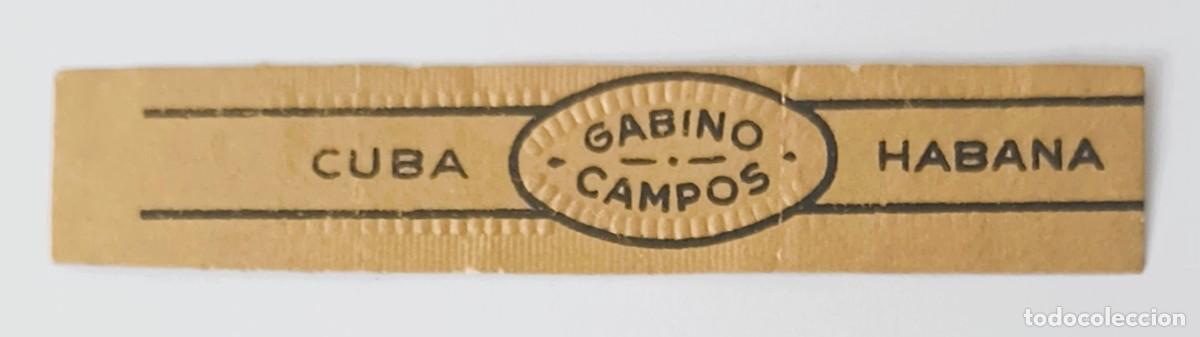 CUBA
GABINO
CAMPOS
HABANA
todocoleccion